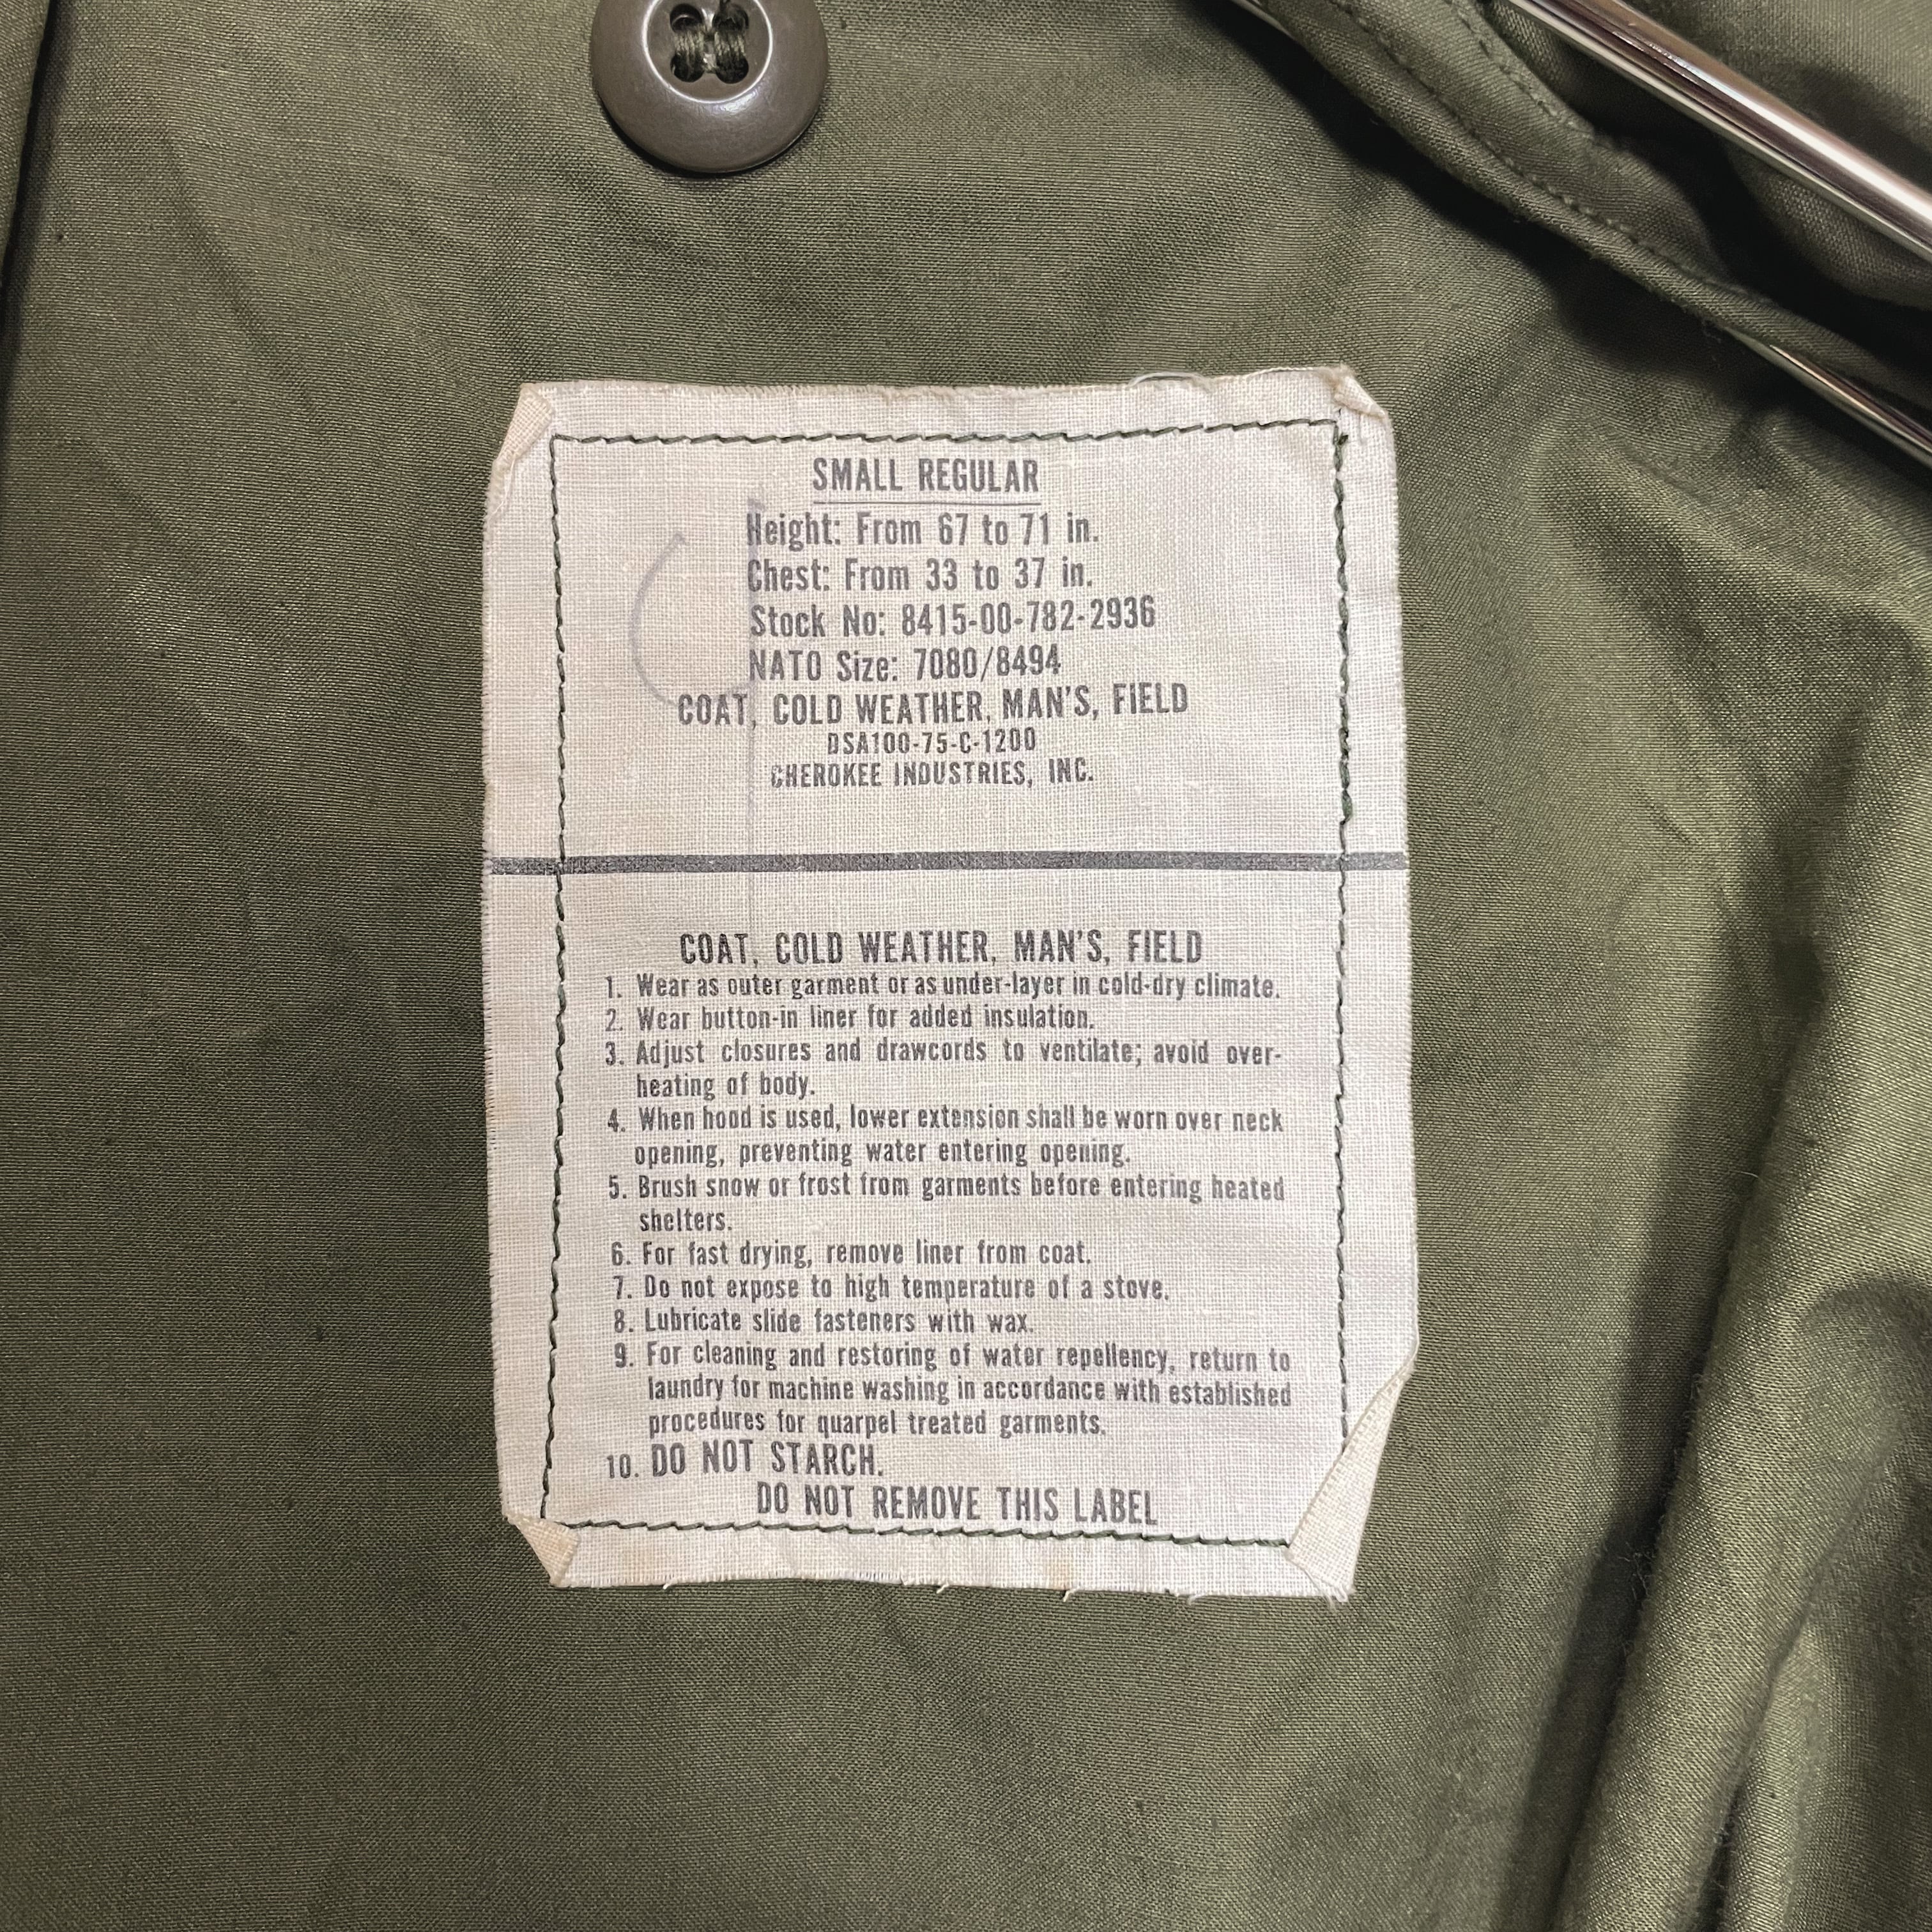 SMALL REGULAR
Height: From 67 to 71 in.
Chest: From 33 to 37 in.
Stock No: 8415-00-782-2936
NATO Size: 7080/8494
COAT, COLD WEATHER, MAN'S, FIELD
DSA100-75-C-1200
CHEROKEE INDUSTRIES, INC.
COAT, COLD WEATHER, MAN'S, FIELD
1. Wear as outer garment or as under-layer in cold-dry climate.
2. Wear button-in liner for added insulation.
3. Adjust closures and drawcords to ventilate; avoid over-
heating of body.
4. When hood is used, lower extension shall be worn over neck
opening, preventing water entering opening.
5. Brush snow or frost from garments before entering heated
shelters.
6. For fast drying, remove liner from coat.
7. Do not expose to high temperature of a stove.
8. Lubricate slide fasteners with wax.
9. For cleaning and restoring of water repellency, return to
laundry for machine washing in accordance with established
procedures for quarpel treated garments.
10. DO NOT STARCH.
DO NOT REMOVE THIS LABEL